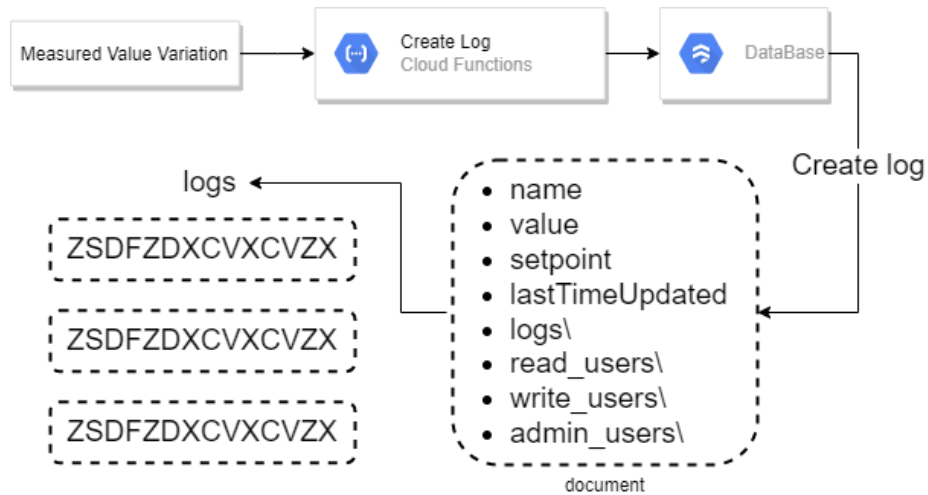 Measured Value Variation
Create Log
Cloud Functions
DataBase
Create log
logs
ZSDFZDXCVXCVZX
ZSDFZDXCVXCVZX
ZSDFZDXCVXCVZX
• name
• value
• setpoint
• lastTimeUpdated
• logs\
• read_users\
• write_users\
• admin_users\
document